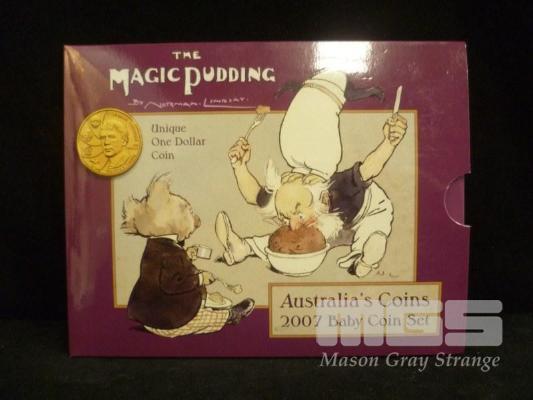 THE
MAGIC PUDDING
BY NORMAN LINDSAY.
Unique
One Dollar
Coin
N.L.
Australia's Coins
2007 Baby Coin Set
MGS
Mason Gray Strange